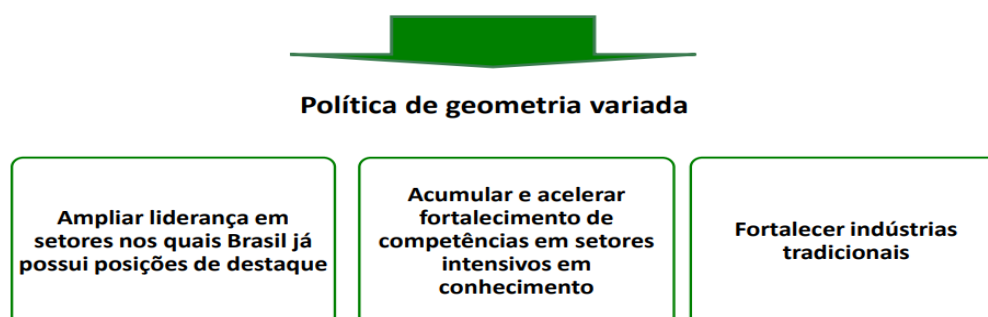 Política de geometria variada
Ampliar liderança em
setores nos quais Brasil já
possui posições de destaque
Acumular e acelerar
fortalecimento de
competências em setores
intensivos em
conhecimento
Fortalecer indústrias
tradicionais